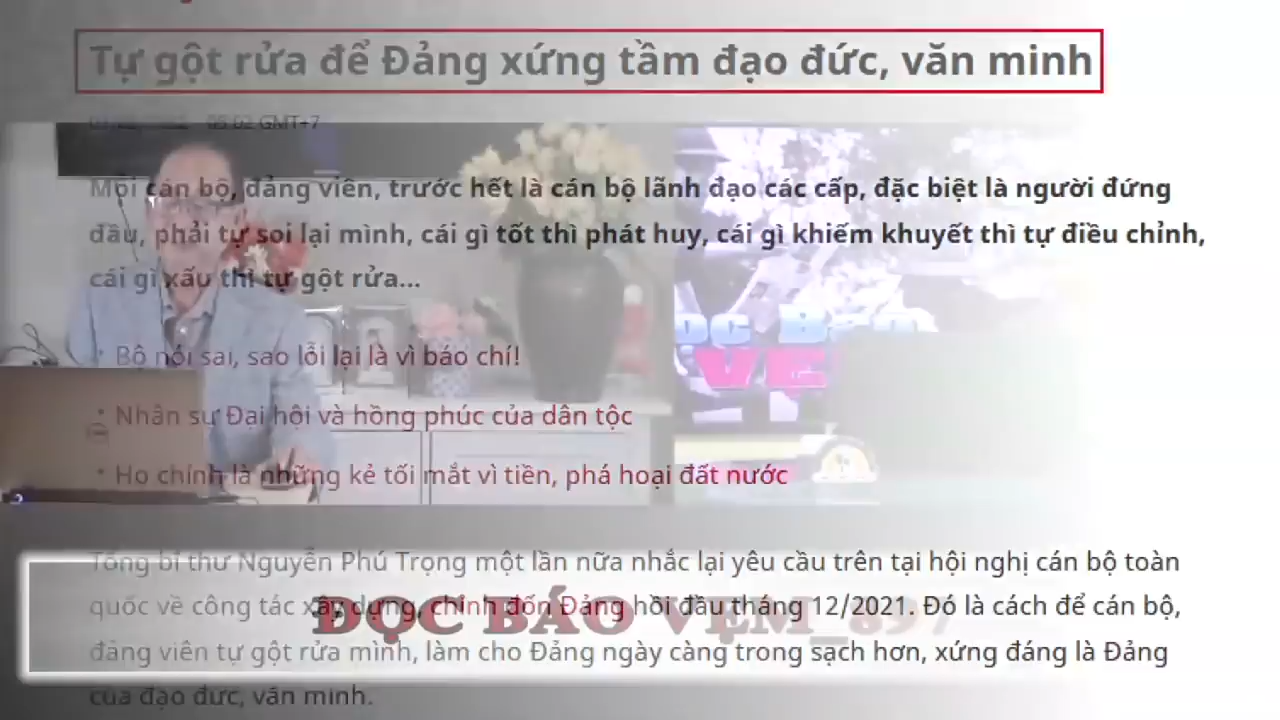 Tự gột rửa để Đảng xứng tầm đạo đức, văn minh
05:02 GMT+7
Mỗi cán bộ, đảng viên, trước hết là cán bộ lãnh đạo các cấp, đặc biệt là người đứng
đầu, phải tự soi lại mình, cái gì tốt thì phát huy, cái gì khiếm khuyết thì tự điều chỉnh,
cái gì xấu thì tự gột rửa...
ĐỌC BÁO
VẸM
Bộ nói sai, sao lỗi lại là vì báo chí!
Nhân sự Đại hội và hồng phúc của dân tộc
Họ chính là những kẻ tối mắt vì tiền, phá hoại đất nước
Tổng bí thư Nguyễn Phú Trọng một lần nữa nhắc lại yêu cầu trên tại hội nghị cán bộ toàn
quốc về công tác xây dựng, chỉnh đốn Đảng hồi đầu tháng 12/2021. Đó là cách để cán bộ,
đảng viên tự gột rửa mình, làm cho Đảng ngày càng trong sạch hơn, xứng đáng là Đảng
của đạo đức, văn minh.
ĐỌC BÁO VẸM_897